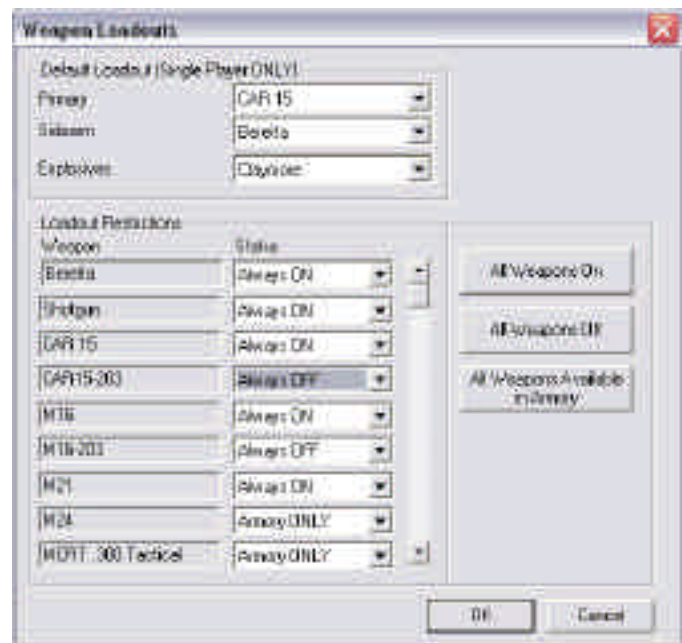 Weapon Loadouts
Default Loadout (Single Player ONLY)
Primary CAR 15
Sidearm Beretta
Explosives Claymore
Loadout Restrictions
Weapon Status
Beretta Always ON
Shotgun Always ON
CAR 15 Always ON
CAR15-203 Always OFF
M16 Always ON
M16-203 Always OFF
M21 Always ON
M24 Armory ONLY
MCRT .300 Tactical Armory ONLY
All Weapons On
All Weapons Off
All Weapons Available
in Armory
OK Cancel